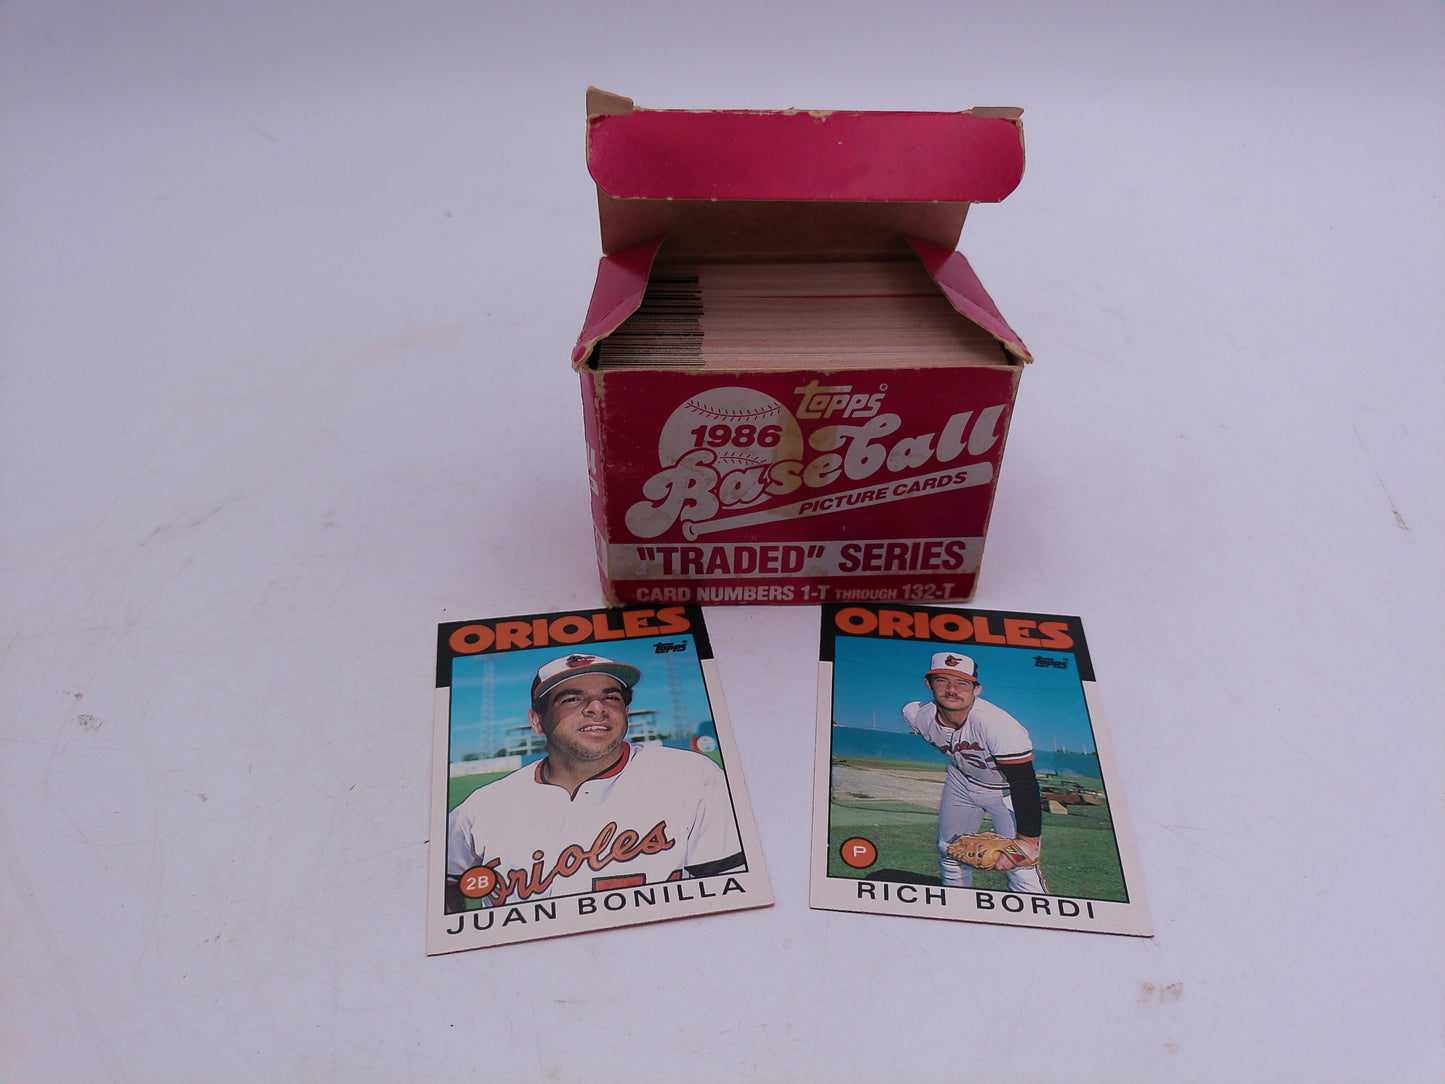 topps®
1986
Baseball
PICTURE CARDS
"TRADED" SERIES
CARD NUMBERS 1-T THROUGH 132-T
ORIOLES
topps®
Orioles
2B
JUAN BONILLA
ORIOLES
topps®
P
RICH BORDI